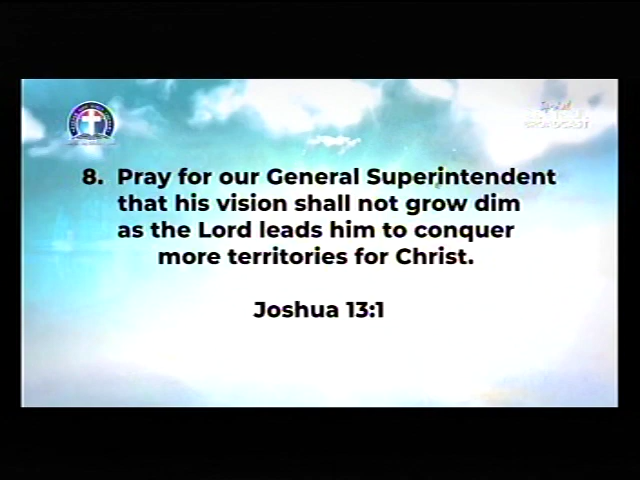 8. Pray for our General Superintendent
that his vision shall not grow dim
as the Lord leads him to conquer
more territories for Christ.
Joshua 13:1
BROADCAST